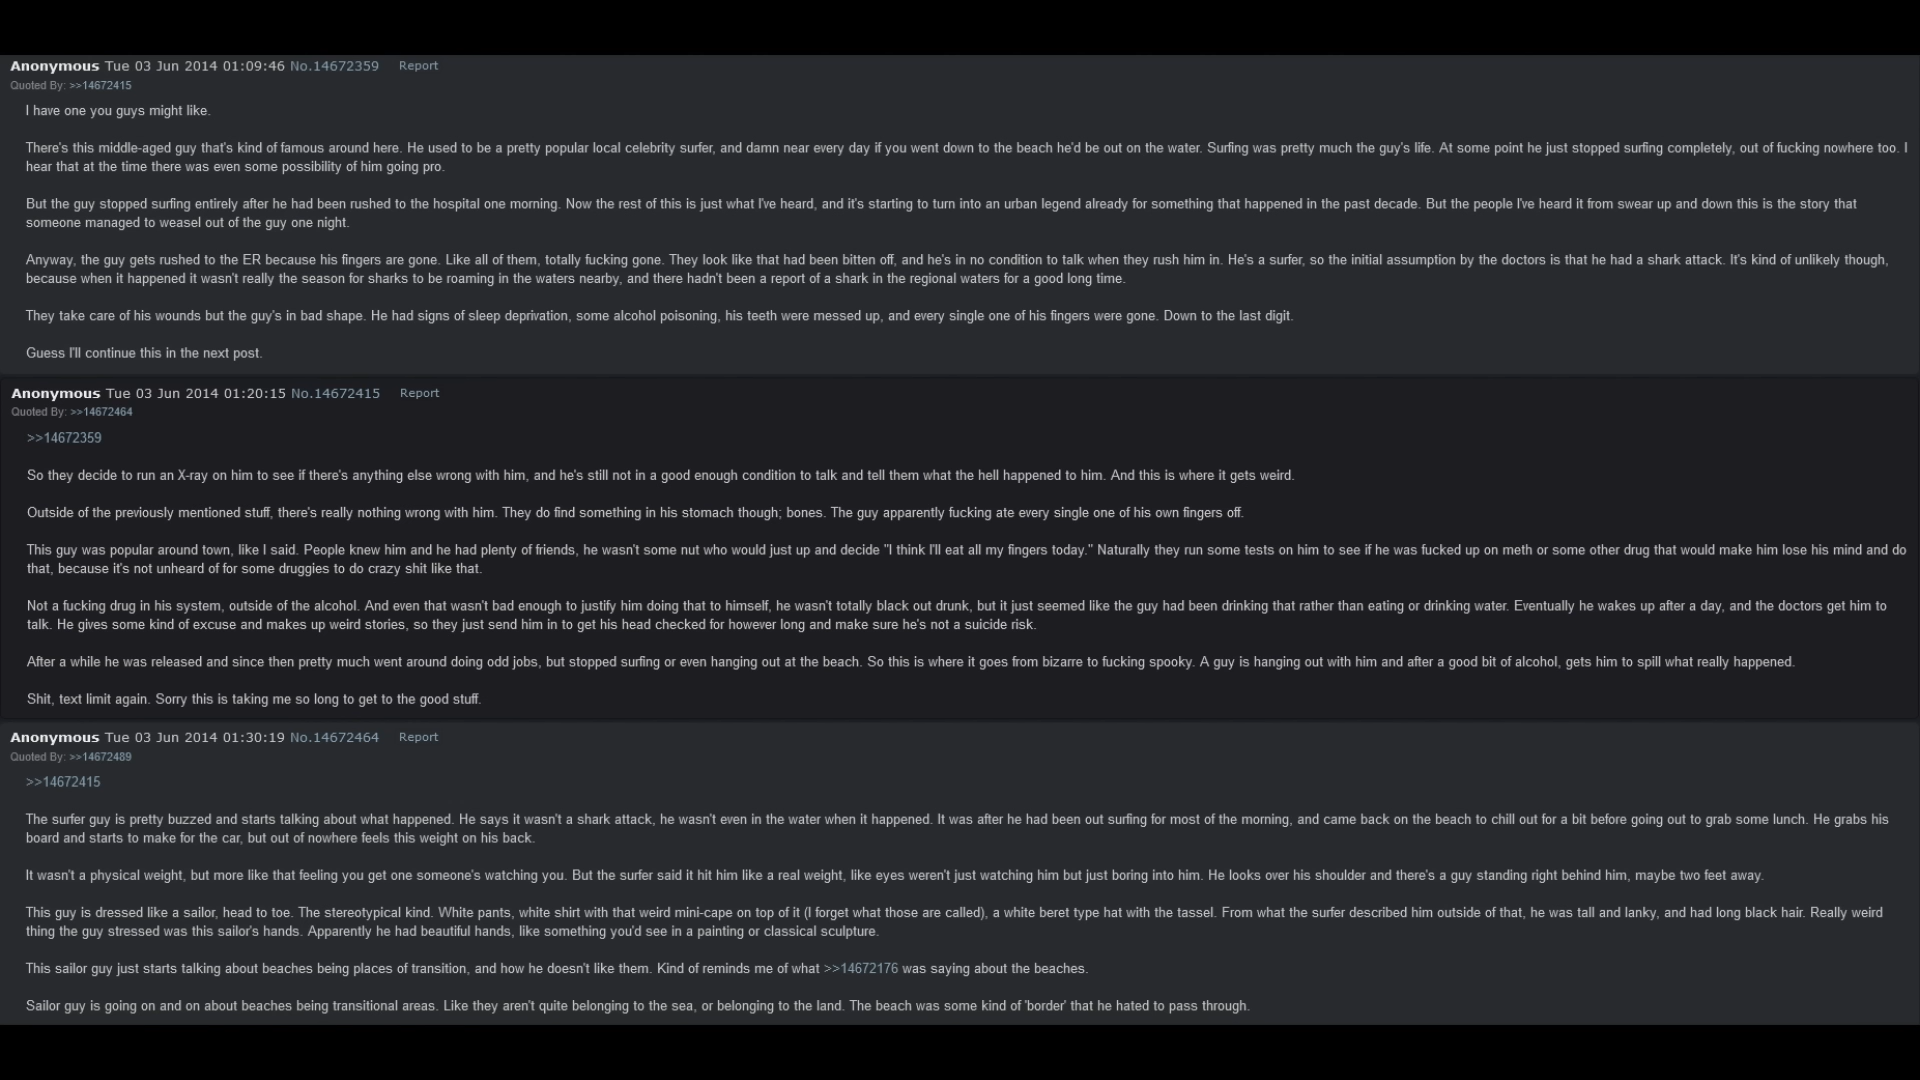 Anonymous Tue 03 Jun 2014 01:09:46 No.14672359 Report
Quoted By: >>14672415
I have one you guys might like.
There's this middle-aged guy that's kind of famous around here. He used to be a pretty popular local celebrity surfer, and damn near every day if you went down to the beach he'd be out on the water. Surfing was pretty much the guy's life. At some point he just stopped surfing completely, out of fucking nowhere too. I
hear that at the time there was even some possibility of him going pro.
But the guy stopped surfing entirely after he had been rushed to the hospital one morning. Now the rest of this is just what I've heard, and it's starting to turn into an urban legend already for something that happened in the past decade. But the people I've heard it from swear up and down this is the story that
someone managed to weasel out of the guy one night.
Anyway, the guy gets rushed to the ER because his fingers are gone. Like all of them, totally fucking gone. They look like that had been bitten off, and he's in no condition to talk when they rush him in. He's a surfer, so the initial assumption by the doctors is that he had a shark attack. It's kind of unlikely though,
because when it happened it wasn't really the season for sharks to be roaming in the waters nearby, and there hadn't been a report of a shark in the regional waters for a good long time.
They take care of his wounds but the guy's in bad shape. He had signs of sleep deprivation, some alcohol poisoning, his teeth were messed up, and every single one of his fingers were gone. Down to the last digit.
Guess I'll continue this in the next post.
Anonymous Tue 03 Jun 2014 01:20:15 No.14672415 Report
Quoted By: >>14672464
>>14672359
So they decide to run an X-ray on him to see if there's anything else wrong with him, and he's still not in a good enough condition to talk and tell them what the hell happened to him. And this is where it gets weird.
Outside of the previously mentioned stuff, there's really nothing wrong with him. They do find something in his stomach though; bones. The guy apparently fucking ate every single one of his own fingers off.
This guy was popular around town, like I said. People knew him and he had plenty of friends, he wasn't some nut who would just up and decide "I think I'll eat all my fingers today." Naturally they run some tests on him to see if he was fucked up on meth or some other drug that would make him lose his mind and do
that, because it's not unheard of for some druggies to do crazy shit like that.
Not a fucking drug in his system, outside of the alcohol. And even that wasn't bad enough to justify him doing that to himself, he wasn't totally black out drunk, but it just seemed like the guy had been drinking that rather than eating or drinking water. Eventually he wakes up after a day, and the doctors get him to
talk. He gives some kind of excuse and makes up weird stories, so they just send him in to get his head checked for however long and make sure he's not a suicide risk.
After a while he was released and since then pretty much went around doing odd jobs, but stopped surfing or even hanging out at the beach. So this is where it goes from bizarre to fucking spooky. A guy is hanging out with him and after a good bit of alcohol, gets him to spill what really happened.
Shit, text limit again. Sorry this is taking me so long to get to the good stuff.
Anonymous Tue 03 Jun 2014 01:30:19 No.14672464 Report
Quoted By: >>14672489
>>14672415
The surfer guy is pretty buzzed and starts talking about what happened. He says it wasn't a shark attack, he wasn't even in the water when it happened. It was after he had been out surfing for most of the morning, and came back on the beach to chill out for a bit before going out to grab some lunch. He grabs his
board and starts to make for the car, but out of nowhere feels this weight on his back.
It wasn't a physical weight, but more like that feeling you get one someone's watching you. But the surfer said it hit him like a real weight, like eyes weren't just watching him but just boring into him. He looks over his shoulder and there's a guy standing right behind him, maybe two feet away.
This guy is dressed like a sailor, head to toe. The stereotypical kind. White pants, white shirt with that weird mini-cape on top of it (I forget what those are called), a white beret type hat with the tassel. From what the surfer described him outside of that, he was tall and lanky, and had long black hair. Really weird
thing the guy stressed was this sailor's hands. Apparently he had beautiful hands, like something you'd see in a painting or classical sculpture.
This sailor guy just starts talking about beaches being places of transition, and how he doesn't like them. Kind of reminds me of what >>14672176 was saying about the beaches.
Sailor guy is going on and on about beaches being transitional areas. Like they aren't quite belonging to the sea, or belonging to the land. The beach was some kind of 'border' that he hated to pass through.